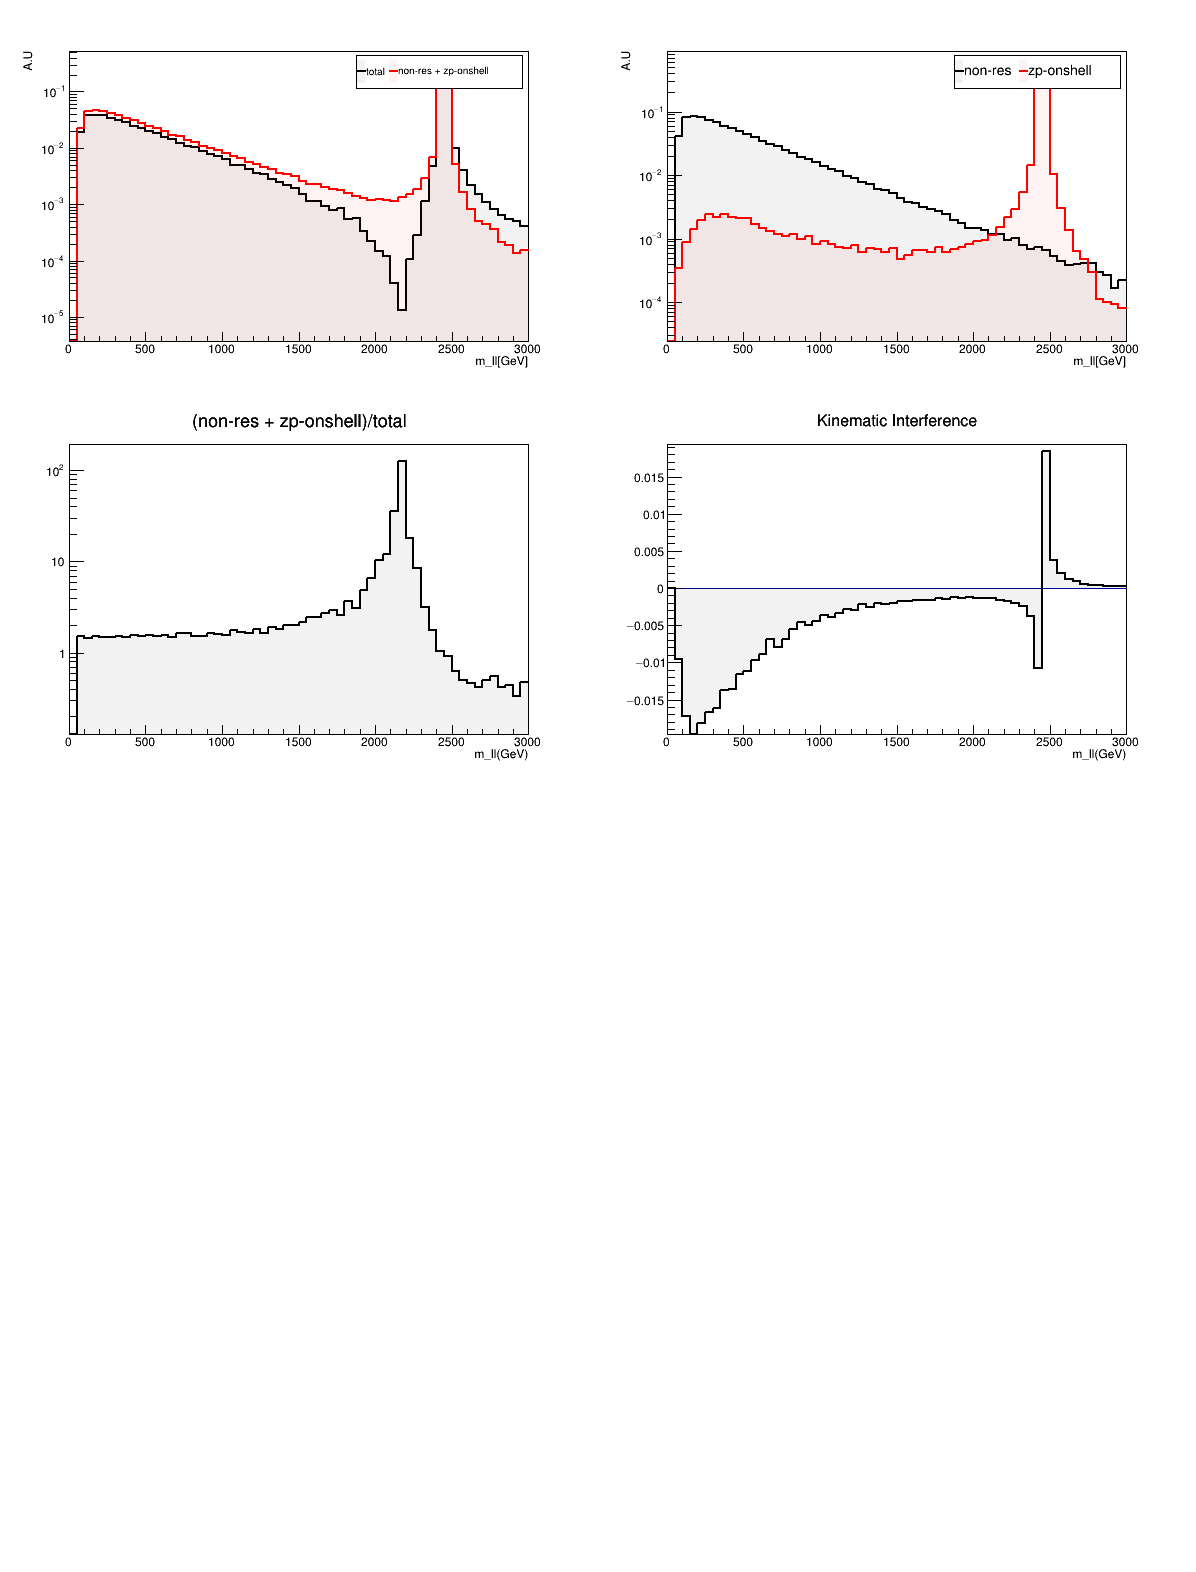 A.U
total non-res + zp-onshell
10⁻¹
10⁻²
10⁻³
10⁻⁴
10⁻⁵
0 500 1000 1500 2000 2500 3000
m_ll[GeV]
A.U
non-res zp-onshell
10⁻¹
10⁻²
10⁻³
10⁻⁴
0 500 1000 1500 2000 2500 3000
m_ll[GeV]
(non-res + zp-onshell)/total
10²
10
1
0 500 1000 1500 2000 2500 3000
m_ll(GeV)
Kinematic Interference
0.015
0.01
0.005
0
−0.005
−0.01
−0.015
0 500 1000 1500 2000 2500 3000
m_ll(GeV)